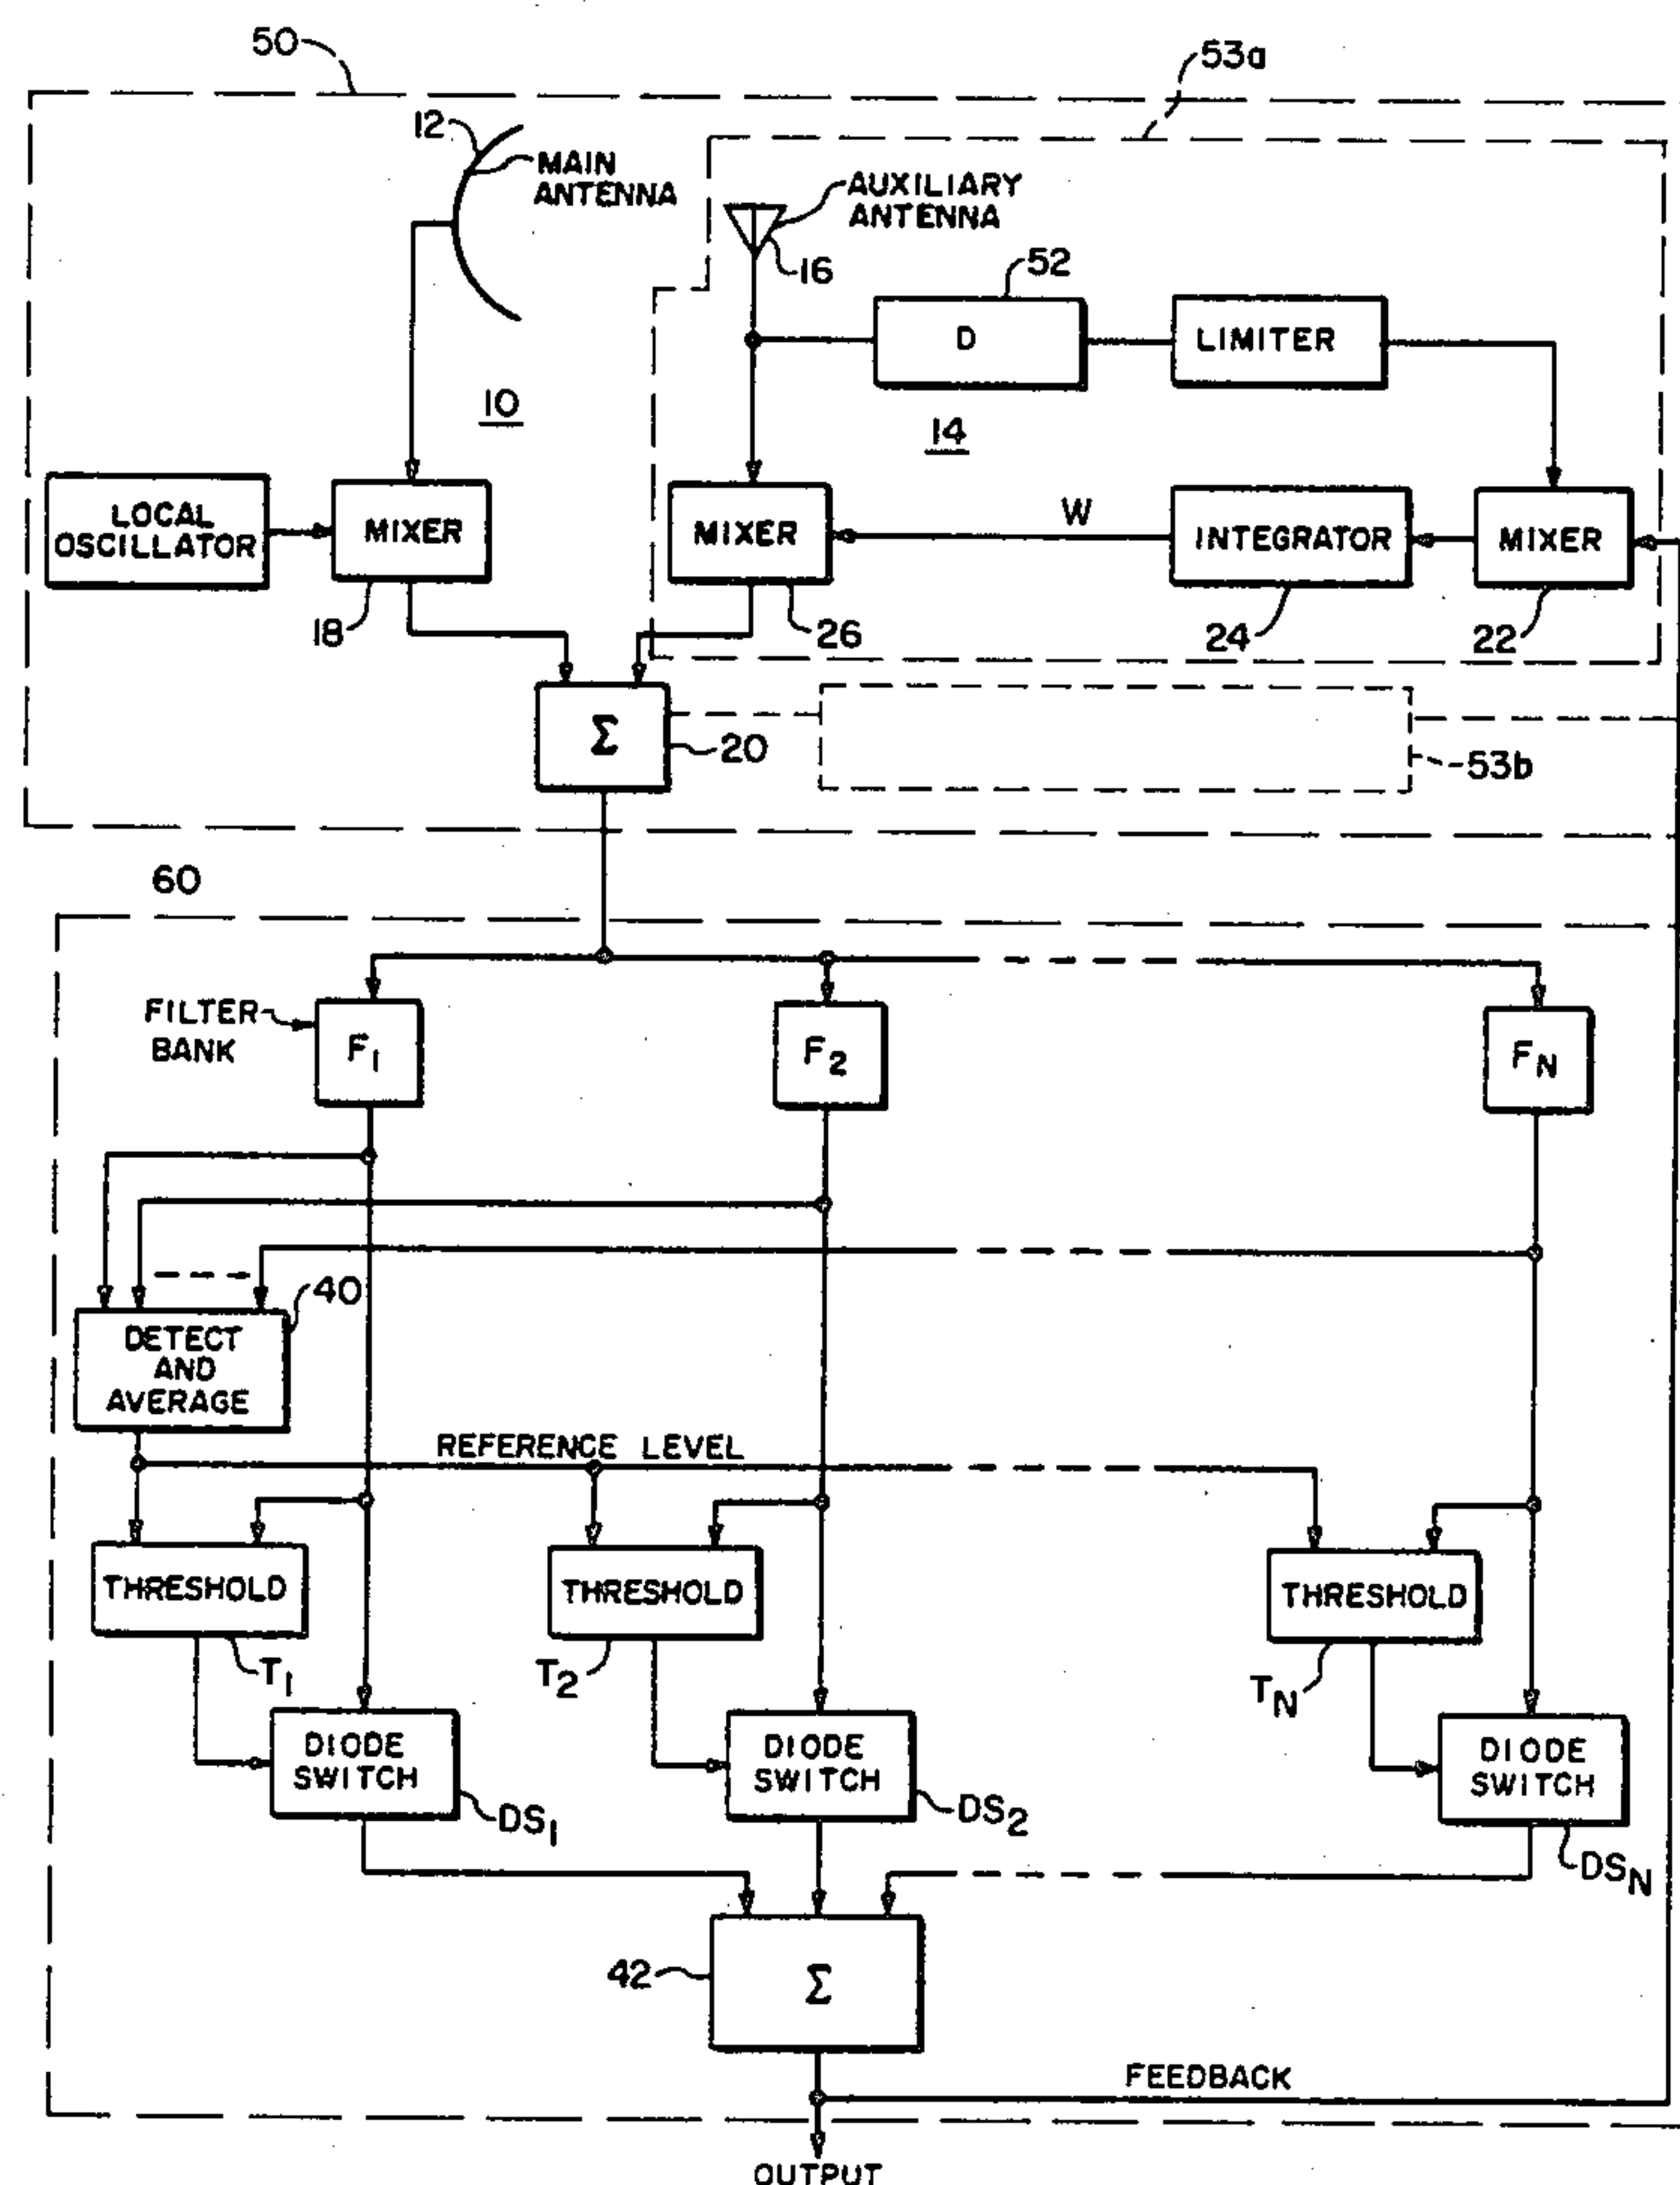 50
53a
12
MAIN
ANTENNA
AUXILIARY
ANTENNA
16
52
D
LIMITER
10
14
LOCAL
OSCILLATOR
MIXER
MIXER
W
INTEGRATOR
MIXER
18
26
24
22
Σ
20
53b
60
FILTER
BANK
F1
F2
FN
40
DETECT
AND
AVERAGE
REFERENCE LEVEL
THRESHOLD
THRESHOLD
THRESHOLD
T1
T2
TN
DIODE
SWITCH
DIODE
SWITCH
DIODE
SWITCH
DS1
DS2
DSN
42
Σ
FEEDBACK
OUTPUT